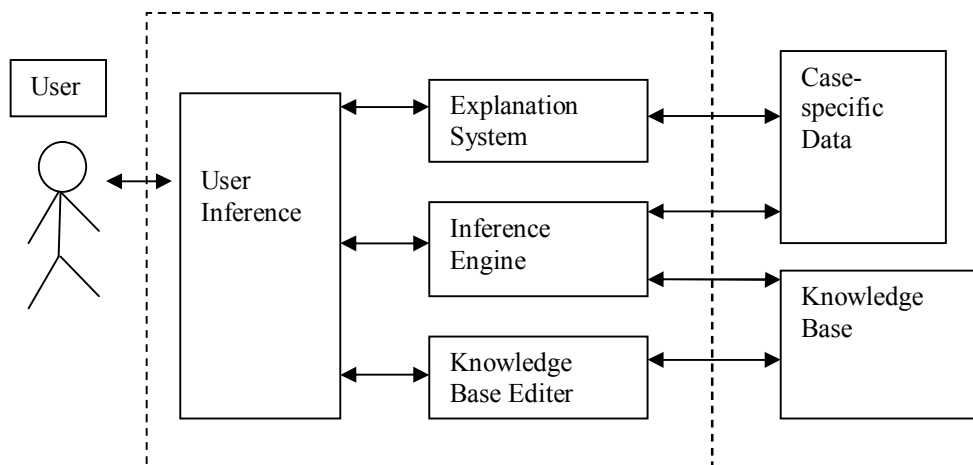 User
User
Inference
Explanation
System
Inference
Engine
Knowledge
Base Editer
Case-
specific
Data
Knowledge
Base